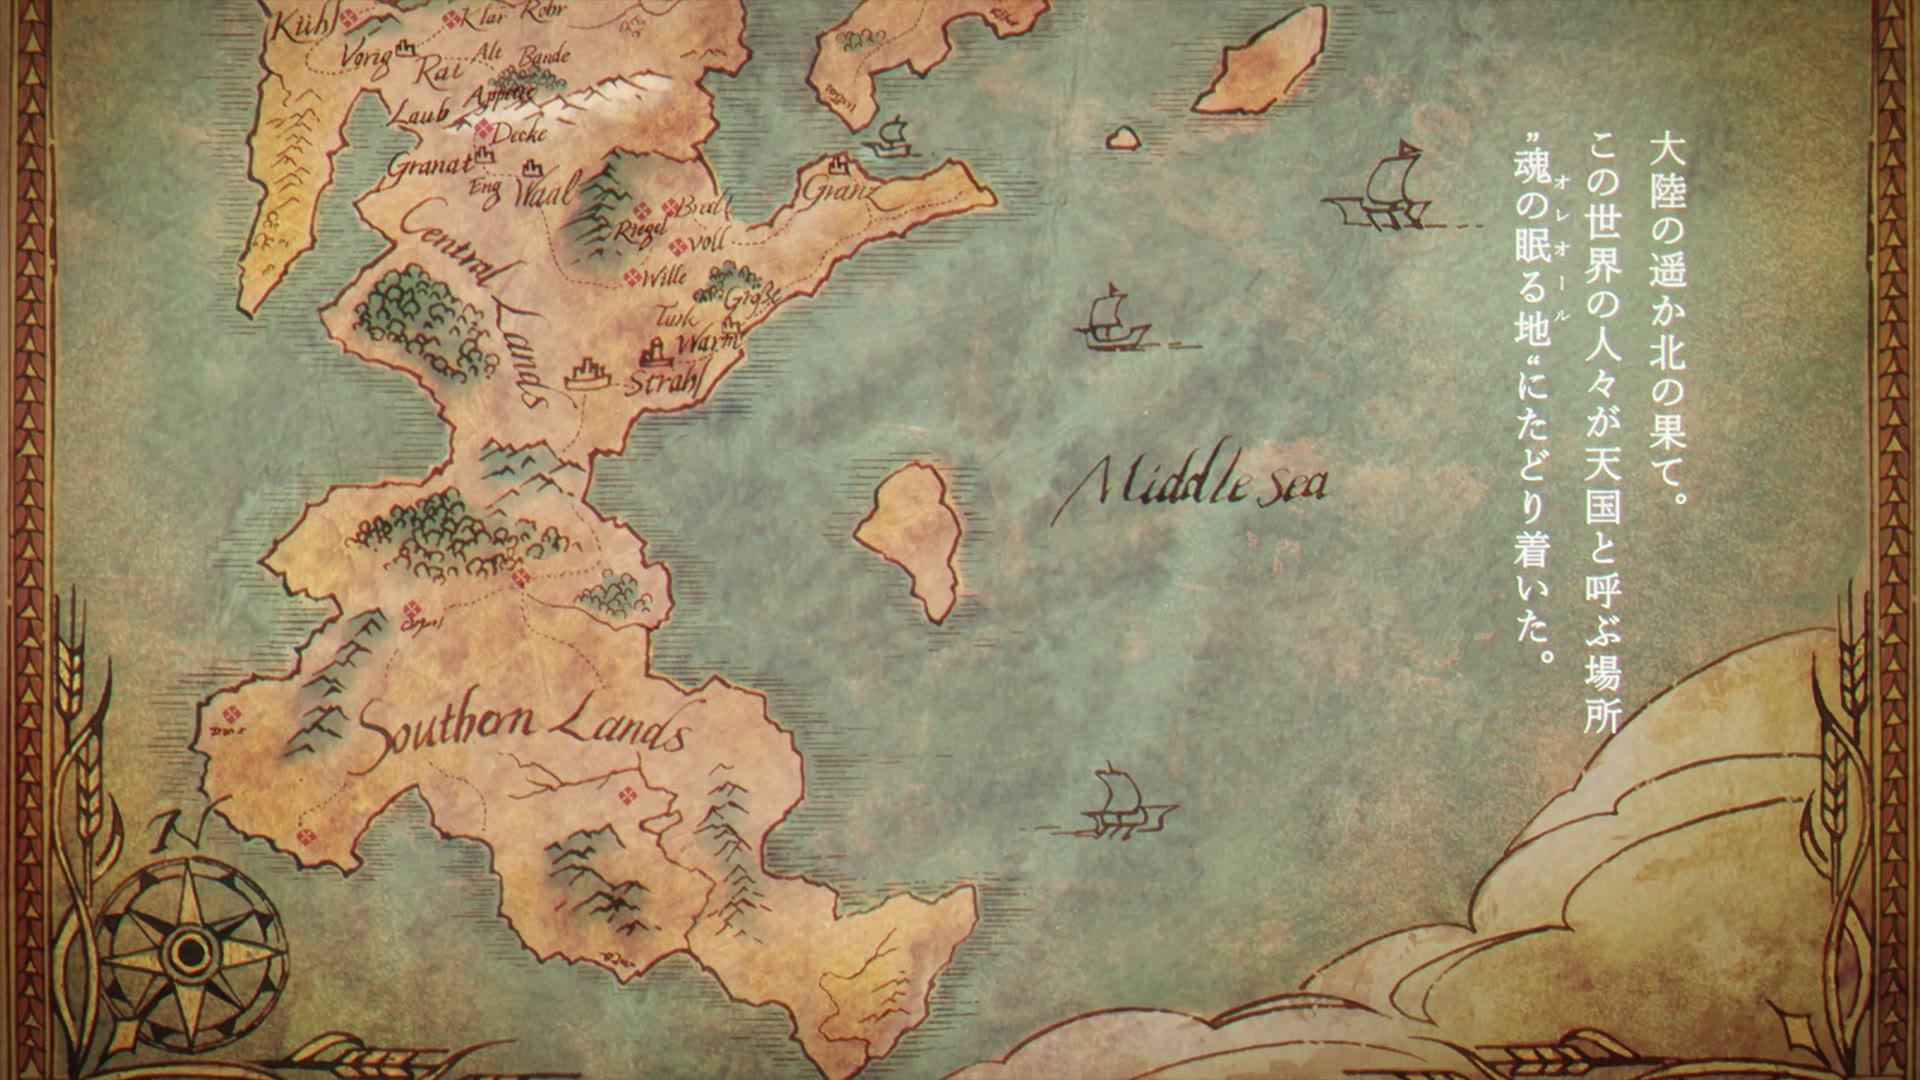 大陸の遥か北の果て。
この世界の人々が天国と呼ぶ場所
”魂の眠る地“にたどり着いた。
オレオール
Kühl
Klar
Rohr
Vorig
Rat
Alt
Bande
Appetit
Laub
Decke
Granat
Eng
Waal
Granz
Riegel
Voll
Wille
Große
Turk
Warm
Strahl
Central Lands
Middle Sea
Southern Lands
N